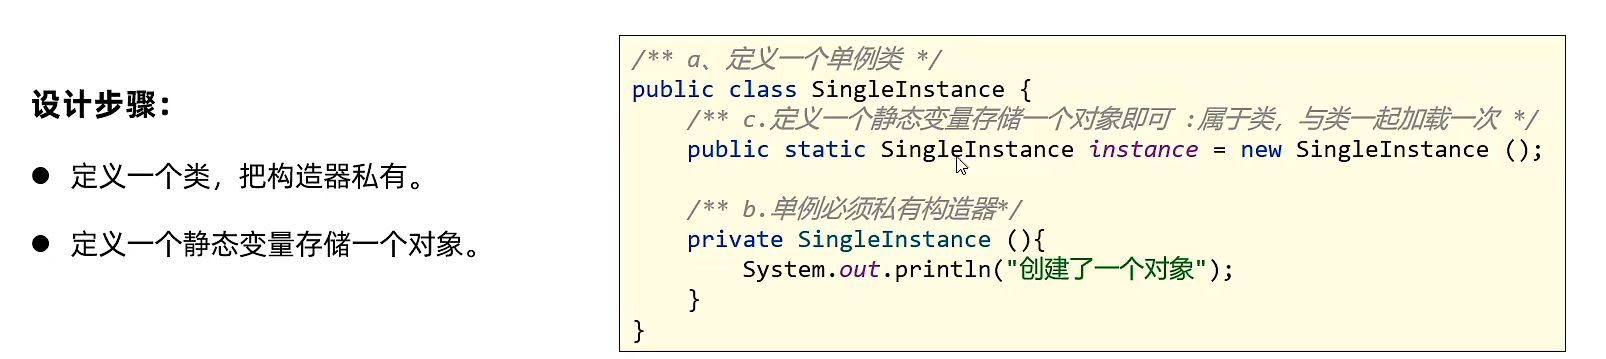 设计步骤：
● 定义一个类，把构造器私有。
● 定义一个静态变量存储一个对象。
/** a、定义一个单例类 */
public class SingleInstance {
/** c.定义一个静态变量存储一个对象即可 :属于类，与类一起加载一次 */
public static SingleInstance instance = new SingleInstance ();
/** b.单例必须私有构造器*/
private SingleInstance (){
System.out.println("创建了一个对象");
}
}